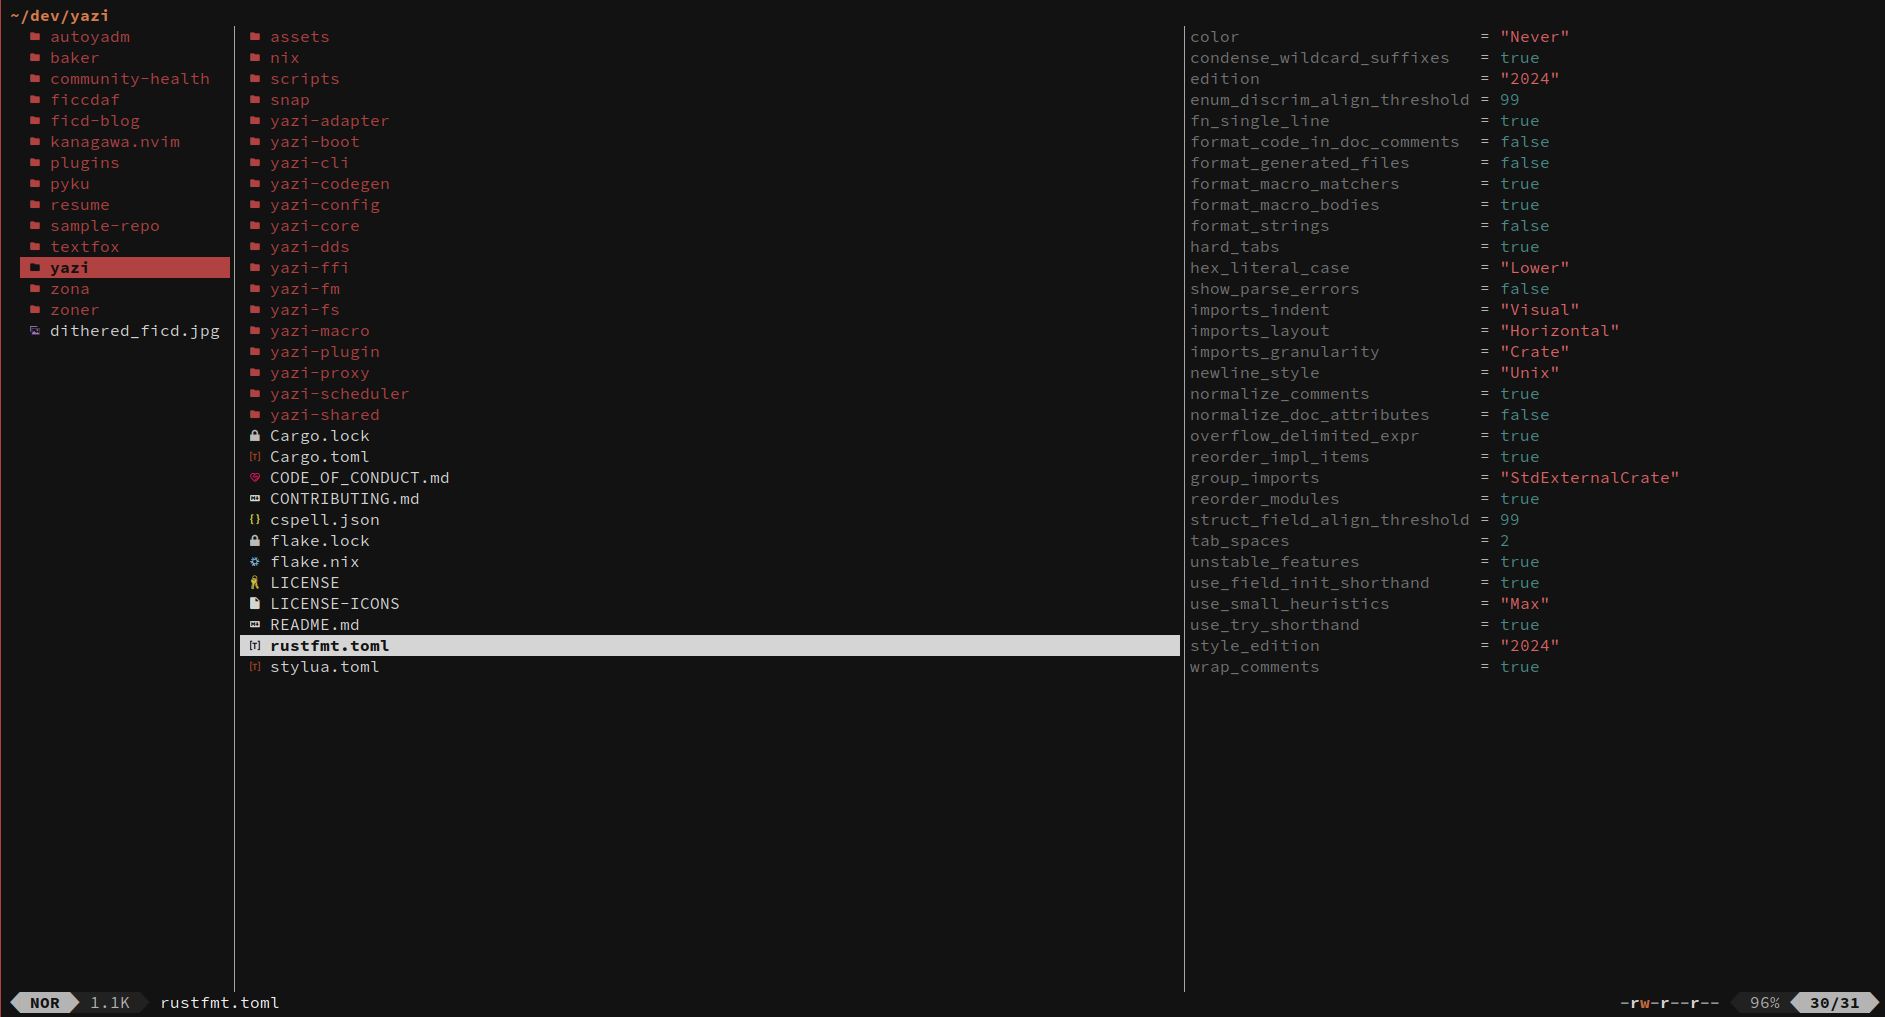 ~/dev/yazi
autoyadm
baker
community-health
ficcdaf
ficd-blog
kanagawa.nvim
plugins
pyku
resume
sample-repo
textfox
yazi
zona
zoner
dithered_ficd.jpg
assets
nix
scripts
snap
yazi-adapter
yazi-boot
yazi-cli
yazi-codegen
yazi-config
yazi-core
yazi-dds
yazi-ffi
yazi-fm
yazi-fs
yazi-macro
yazi-plugin
yazi-proxy
yazi-scheduler
yazi-shared
Cargo.lock
Cargo.toml
CODE_OF_CONDUCT.md
CONTRIBUTING.md
cspell.json
flake.lock
flake.nix
LICENSE
LICENSE-ICONS
README.md
rustfmt.toml
stylua.toml
color = "Never"
condense_wildcard_suffixes = true
edition = "2024"
enum_discrim_align_threshold = 99
fn_single_line = true
format_code_in_doc_comments = false
format_generated_files = false
format_macro_matchers = true
format_macro_bodies = true
format_strings = false
hard_tabs = true
hex_literal_case = "Lower"
show_parse_errors = false
imports_indent = "Visual"
imports_layout = "Horizontal"
imports_granularity = "Crate"
newline_style = "Unix"
normalize_comments = true
normalize_doc_attributes = false
overflow_delimited_expr = true
reorder_impl_items = true
group_imports = "StdExternalCrate"
reorder_modules = true
struct_field_align_threshold = 99
tab_spaces = 2
unstable_features = true
use_field_init_shorthand = true
use_small_heuristics = "Max"
use_try_shorthand = true
style_edition = "2024"
wrap_comments = true
NOR 1.1K rustfmt.toml -rw-r--r-- 96% 30/31